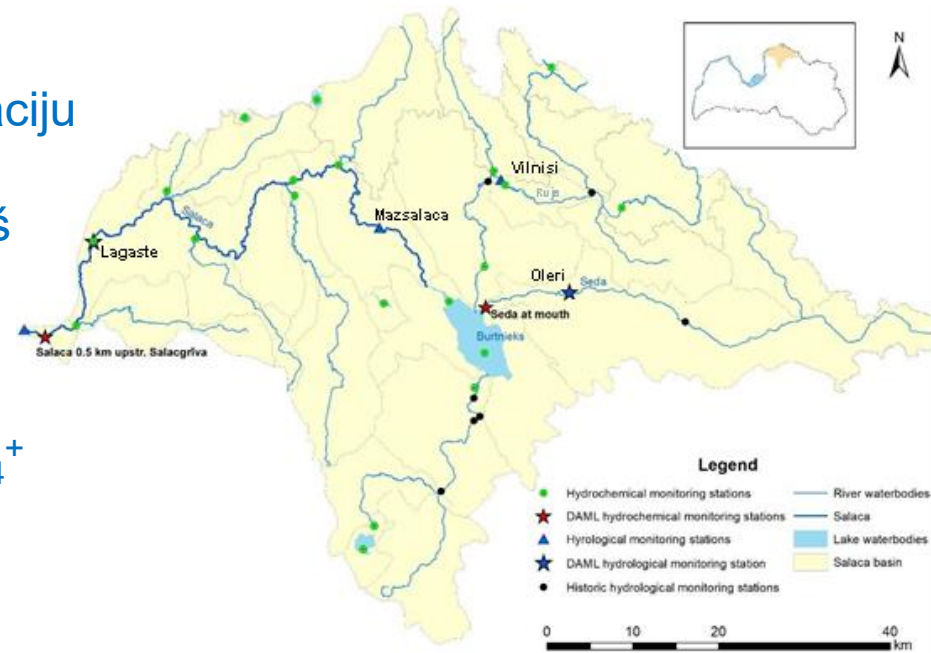 aciju
š
4+
N
Vilnisi
Ruja
Salaca
Mazsalaca
Lagaste
Oleri
Seda
Seda at mouth
Burtnieks
Salaca 0.5 km upstr. Salacgrīva
Legend
Hydrochemical monitoring stations
DAML hydrochemical monitoring stations
Hyrological monitoring stations
DAML hydrological monitoring station
Historic hydrological monitoring stations
River waterbodies
Salaca
Lake waterbodies
Salaca basin
0 10 20 40
km